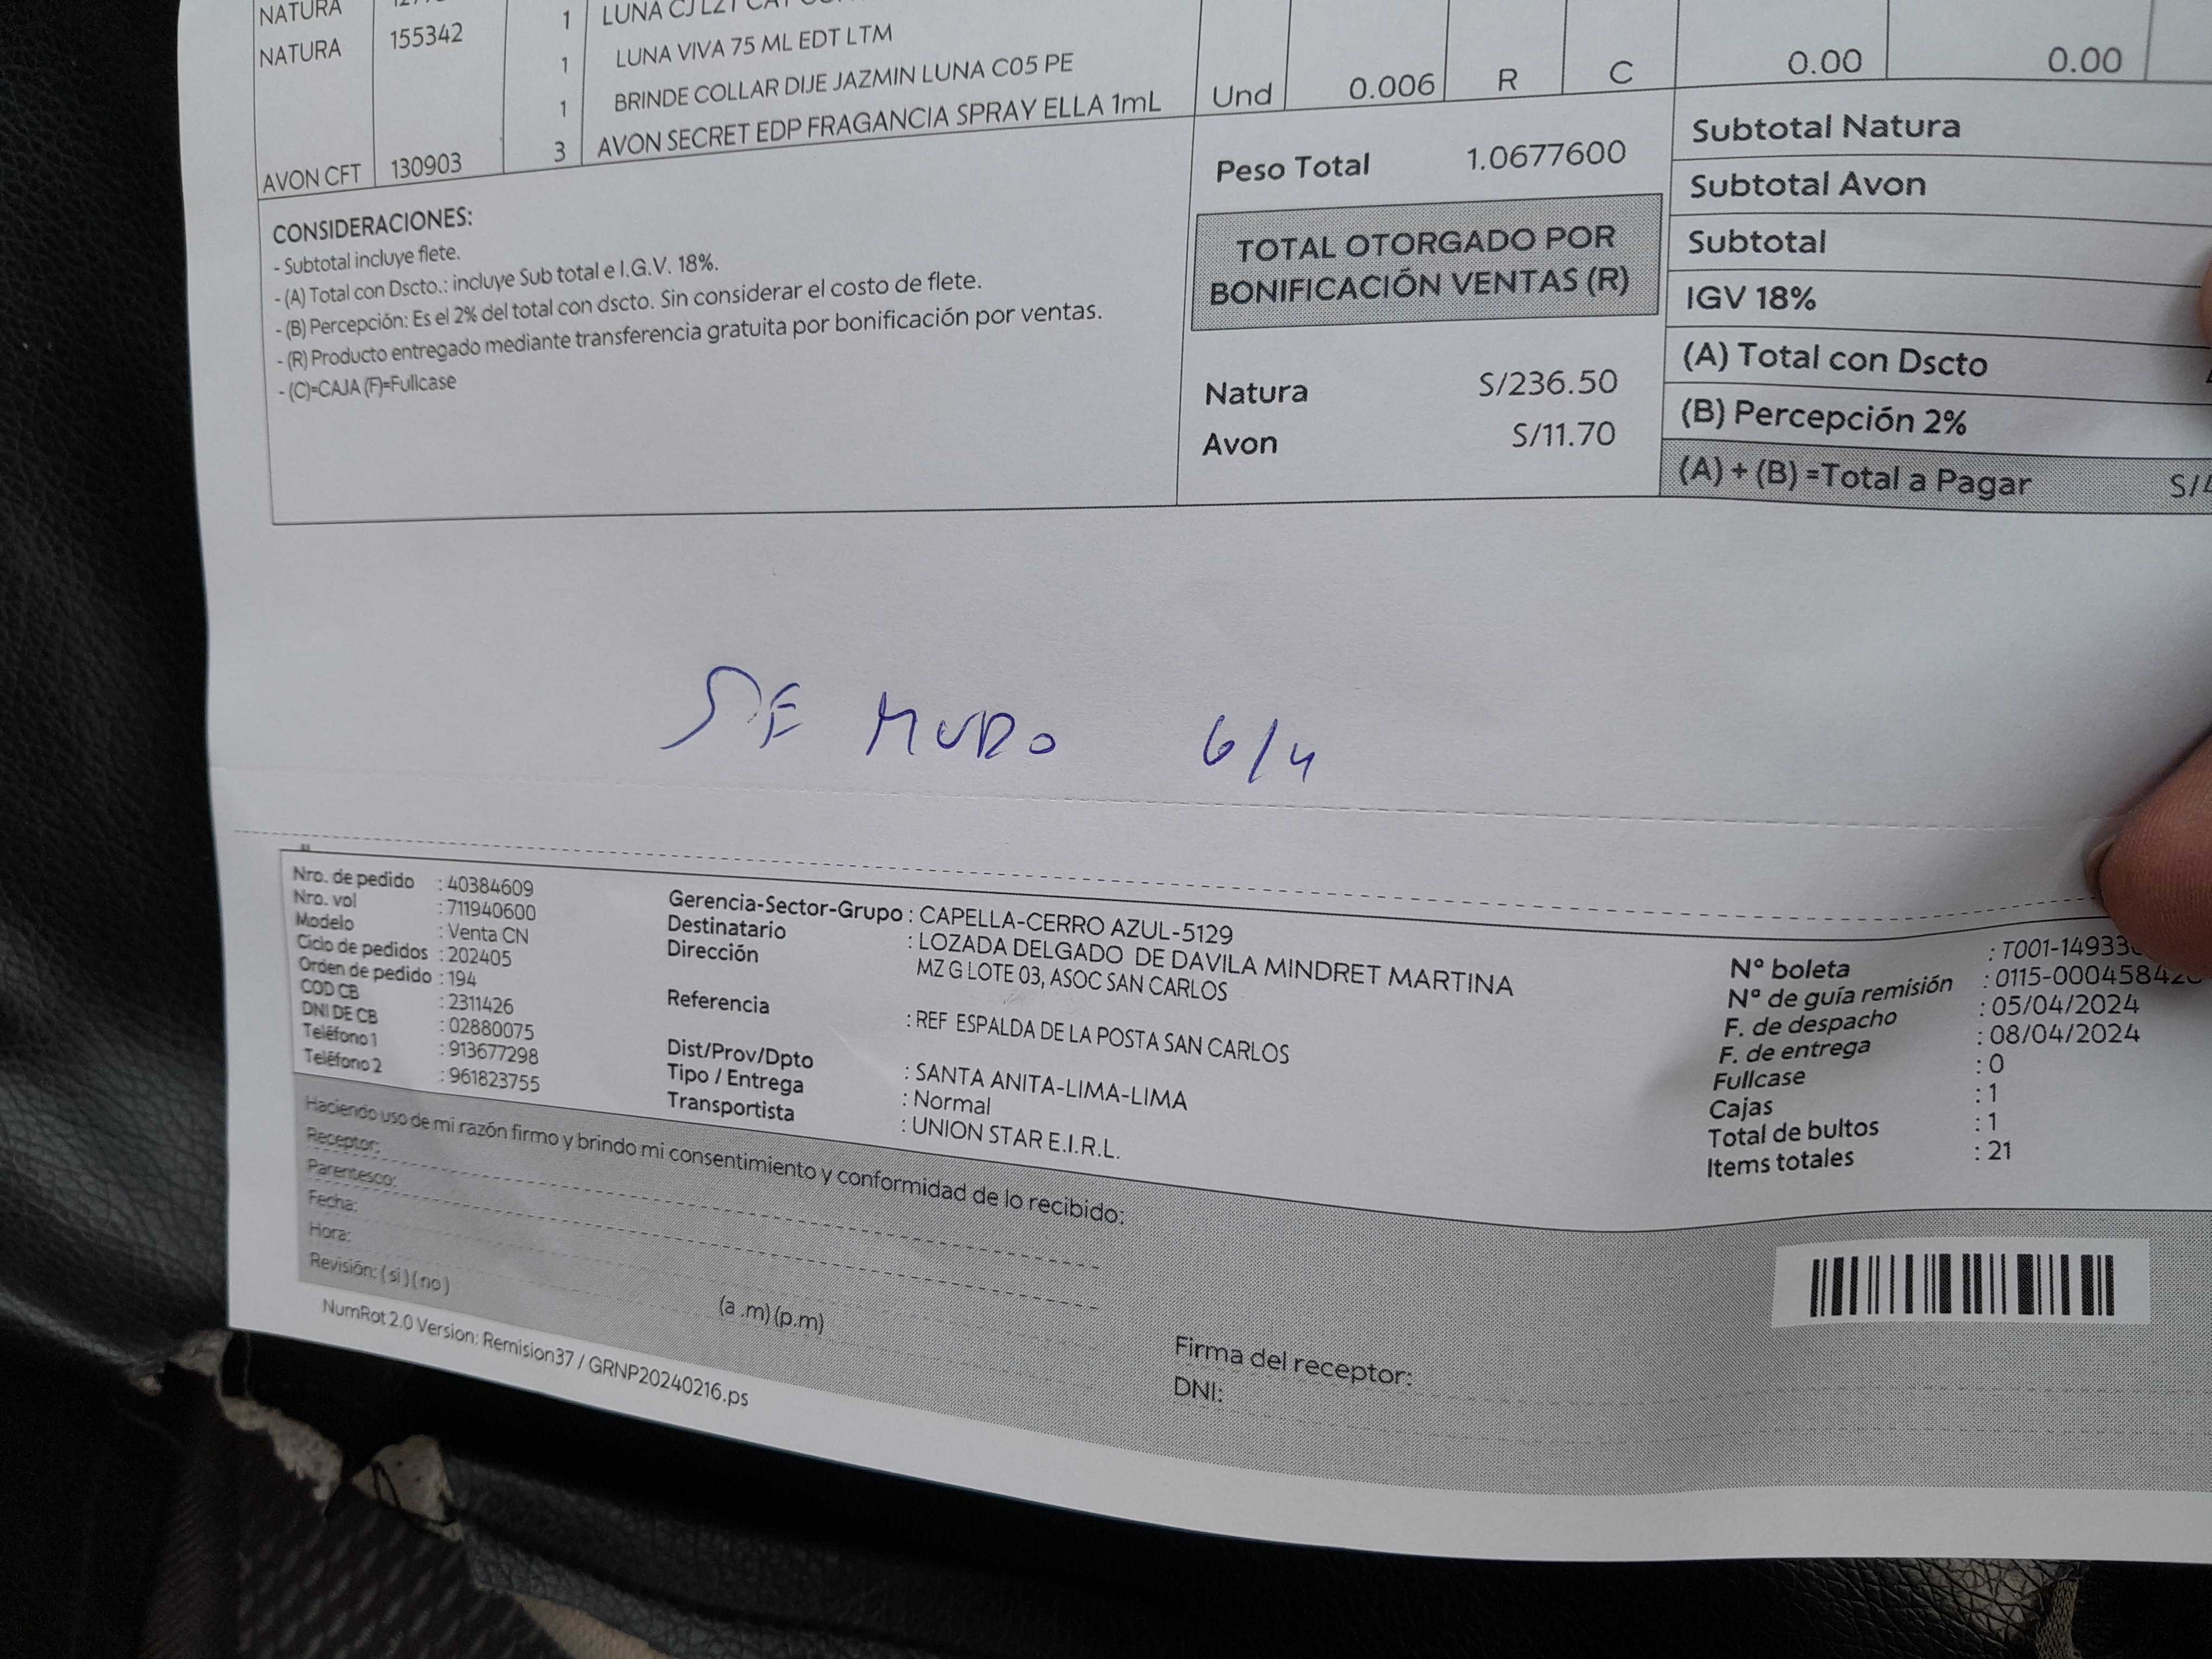 NATURA
1 LUNA
NATURA 155342 1 LUNA VIVA 75 ML EDT LTM
1 BRINDE COLLAR DIJE JAZMIN LUNA C05 PE
AVON CFT 130903 3 AVON SECRET EDP FRAGANCIA SPRAY ELLA 1mL Und 0.006 R C 0.00 0.00
CONSIDERACIONES:
- Subtotal incluye flete.
- (A) Total con Dscto.: incluye Sub total e I.G.V. 18%.
- (B) Percepción: Es el 2% del total con dscto. Sin considerar el costo de flete.
- (R) Producto entregado mediante transferencia gratuita por bonificación por ventas.
- (C)=CAJA (F)=Fullcase
Peso Total 1.0677600
TOTAL OTORGADO POR
BONIFICACIÓN VENTAS (R)
Natura S/236.50
Avon S/11.70
Subtotal Natura
Subtotal Avon
Subtotal
IGV 18%
(A) Total con Dscto
(B) Percepción 2%
(A) + (B) =Total a Pagar S/
SE MUDO 6/4
Nro. de pedido : 40384609
Nro. vol : 711940600
Modelo : Venta CN
Ciclo de pedidos : 202405
Orden de pedido : 194
COD CB : 2311426
DNI DE CB : 02880075
Teléfono 1 : 913677298
Teléfono 2 : 961823755
Gerencia-Sector-Grupo : CAPELLA-CERRO AZUL-5129
Destinatario : LOZADA DELGADO DE DAVILA MINDRET MARTINA
Dirección MZ G LOTE 03, ASOC SAN CARLOS
Referencia : REF ESPALDA DE LA POSTA SAN CARLOS
Dist/Prov/Dpto : SANTA ANITA-LIMA-LIMA
Tipo / Entrega : Normal
Transportista : UNION STAR E.I.R.L.
N° boleta : T001-14933
N° de guía remisión : 0115-00045842
F. de despacho : 05/04/2024
F. de entrega : 08/04/2024
Fullcase : 0
Cajas : 1
Total de bultos : 1
Items totales : 21
Haciendo uso de mi razón firmo y brindo mi consentimiento y conformidad de lo recibido:
Receptor:
Parentesco:
Fecha:
Hora: (a .m) (p.m)
Revisión: ( si ) ( no )
Firma del receptor:
DNI:
NumRot 2.0 Version: Remision37 / GRNP20240216.ps